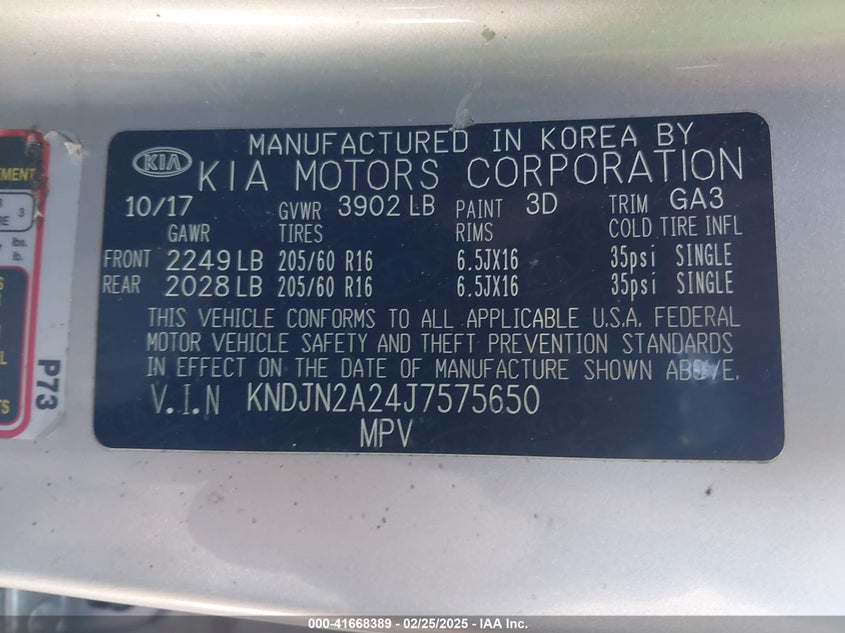 MANUFACTURED IN KOREA BY
KIA KIA MOTORS CORPORATION
10/17 GVWR 3902 LB PAINT 3D TRIM GA3
GAWR TIRES RIMS COLD TIRE INFL
FRONT 2249 LB 205/60 R16 6.5JX16 35psi SINGLE
REAR 2028 LB 205/60 R16 6.5JX16 35psi SINGLE
THIS VEHICLE CONFORMS TO ALL APPLICABLE U.S.A. FEDERAL
MOTOR VEHICLE SAFETY AND THEFT PREVENTION STANDARDS
IN EFFECT ON THE DATE OF MANUFACTURE SHOWN ABOVE.
V.I.N KNDJN2A24J7575650
MPV
3
lbs.
lb.
P73
000-41668389 - 02/25/2025 - IAA Inc.